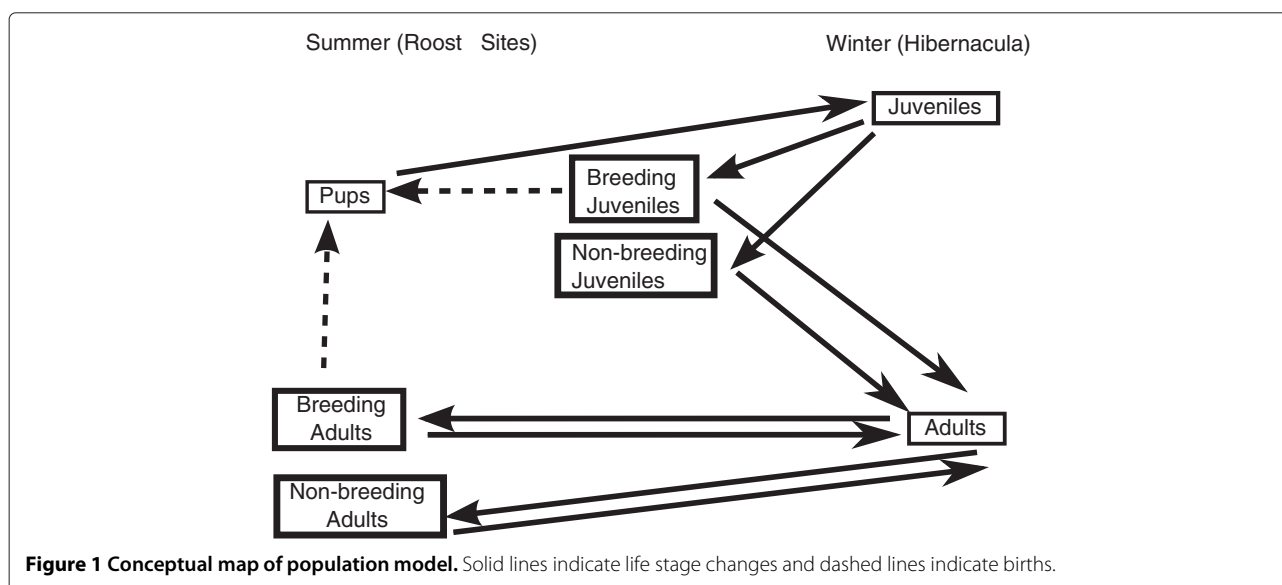 Summer (Roost Sites)
Winter (Hibernacula)
Juveniles
Breeding
Juveniles
Pups
Non-breeding
Juveniles
Breeding
Adults
Adults
Non-breeding
Adults
Figure 1 Conceptual map of population model. Solid lines indicate life stage changes and dashed lines indicate births.